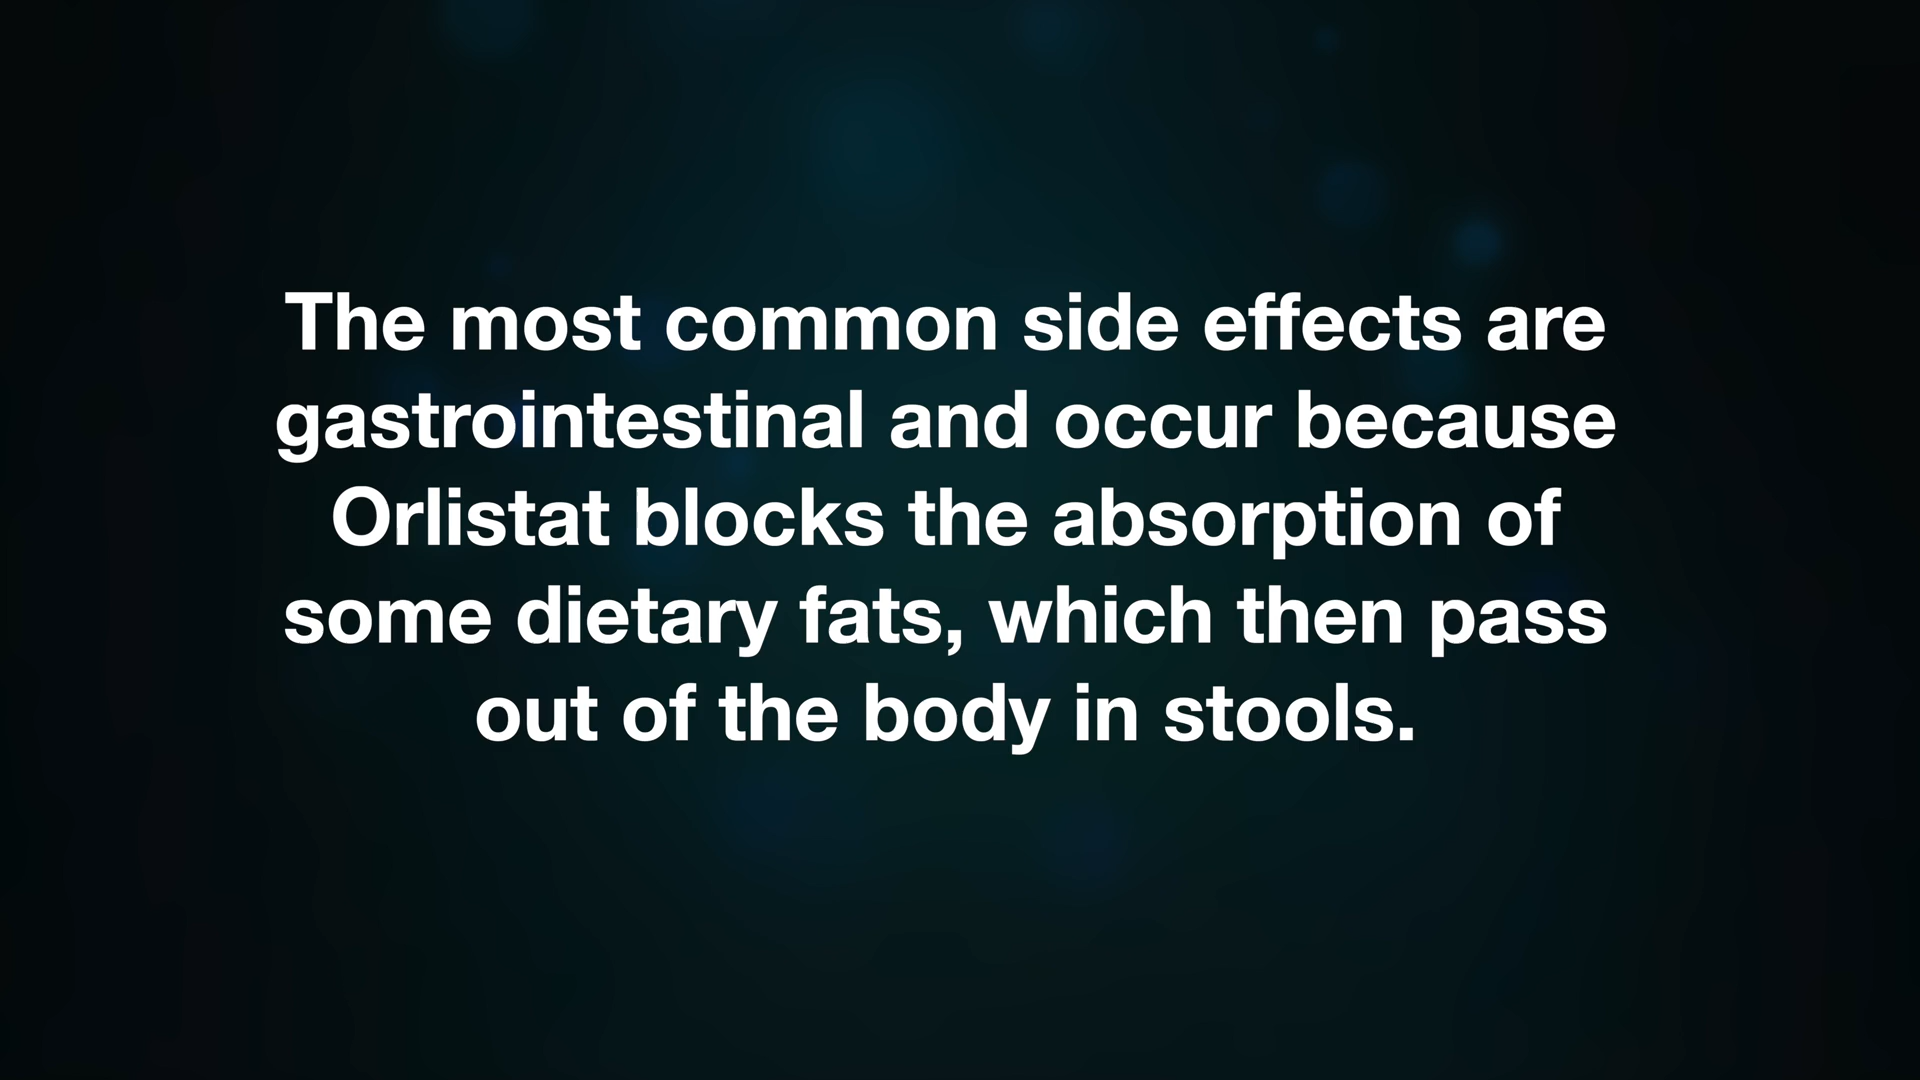 The most common side effects are
gastrointestinal and occur because
Orlistat blocks the absorption of
some dietary fats, which then pass
out of the body in stools.